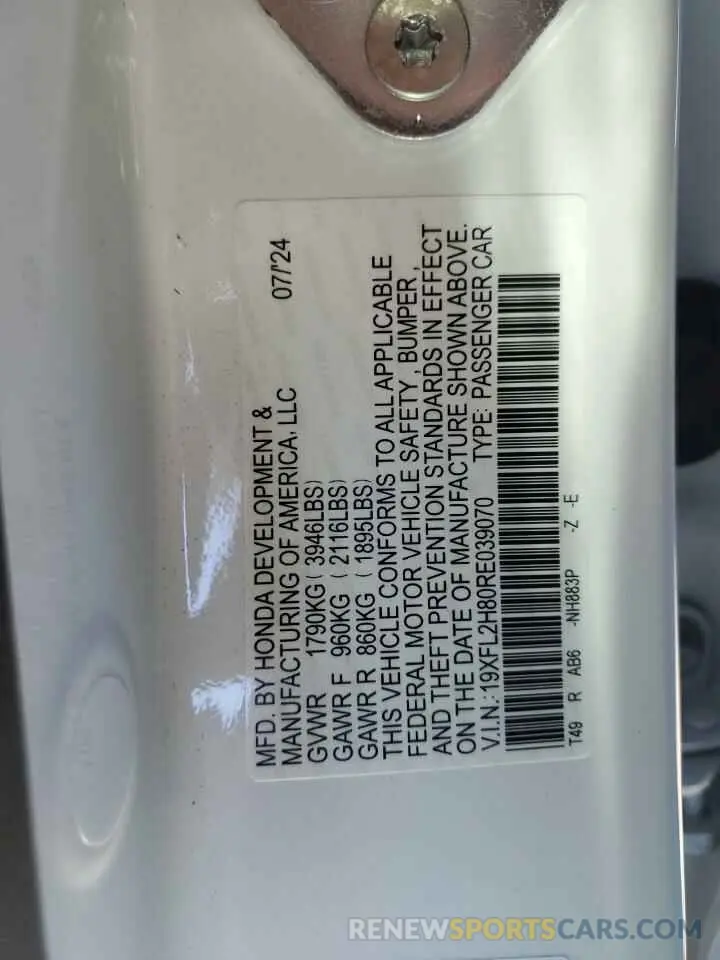 MFD. BY HONDA DEVELOPMENT & 
MANUFACTURING OF AMERICA, LLC 07/'24
GVWR 1790KG ( 3946LBS)
GAWR F 960KG ( 2116LBS)
GAWR R 860KG ( 1895LBS)
THIS VEHICLE CONFORMS TO ALL APPLICABLE
FEDERAL MOTOR VEHICLE SAFETY , BUMPER ,
AND THEFT PREVENTION STANDARDS IN EFFECT
ON THE DATE OF MANUFACTURE SHOWN ABOVE.
V.I.N.: 19XFL2H80RE039070 TYPE: PASSENGER CAR
T49 R AB6 -NH883P -Z -E
RENEWSPORTSCARS.COM